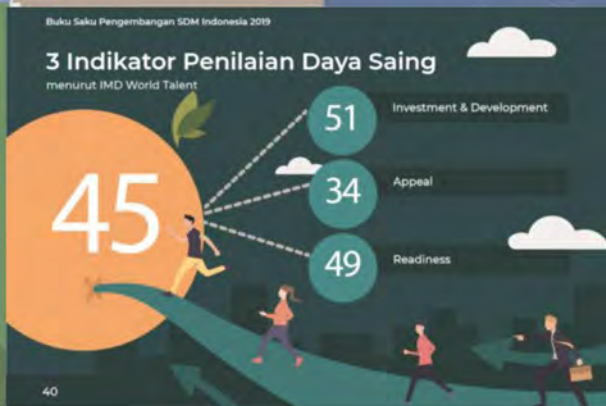 Buku Saku Pengembangan SDM Indonesia 2019
3 Indikator Penilaian Daya Saing
menurut IMD World Talent
45
51
Investment & Development
34
Appeal
49
Readiness
40